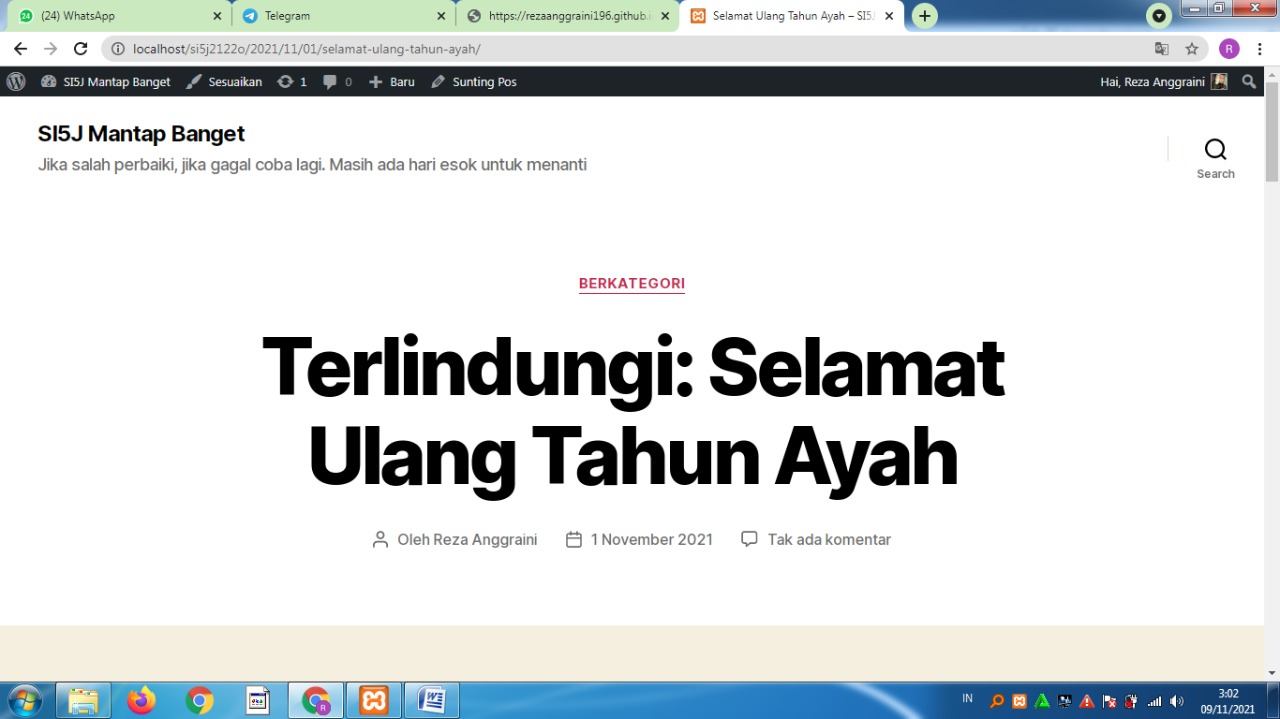 (24) WhatsApp
Telegram
https://rezaanggraini196.github.i
Selamat Ulang Tahun Ayah – SI5J
localhost/si5j2122o/2021/11/01/selamat-ulang-tahun-ayah/
R
SI5J Mantap Banget
Sesuaikan
1
0
Baru
Sunting Pos
Hai, Reza Anggraini
SI5J Mantap Banget
Jika salah perbaiki, jika gagal coba lagi. Masih ada hari esok untuk menanti
Search
BERKATEGORI
Terlindungi: Selamat
Ulang Tahun Ayah
Oleh Reza Anggraini
1 November 2021
Tak ada komentar
IN
3:02
09/11/2021